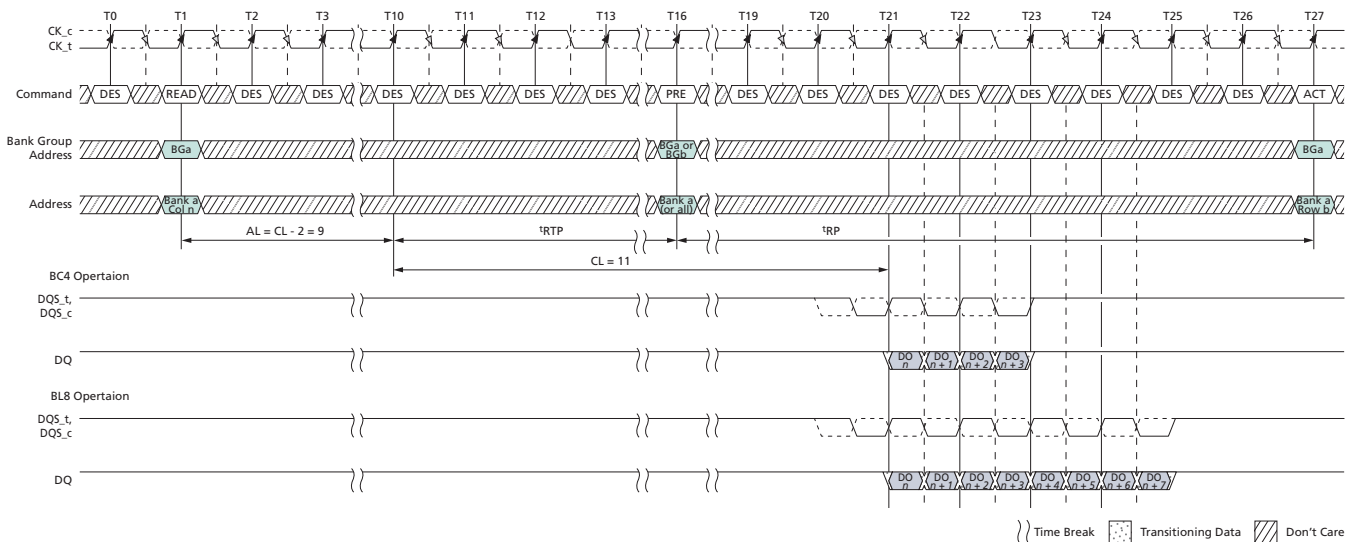 T0 T1 T2 T3 T10 T11 T12 T13 T16 T19 T20 T21 T22 T23 T24 T25 T26 T27
CK_c
CK_t
Command DES READ DES DES DES DES DES DES PRE DES DES DES DES DES DES DES DES ACT
Bank Group
Address
BGa
BGa or
BGb
BGa
Address
Bank a
Col n
Bank a
(or all)
Bank a
Row b
AL = CL - 2 = 9 tRTP tRP
CL = 11
BC4 Opertaion
DQS_t,
DQS_c
DQ
DO DO DO DO
n n + 1 n + 2 n + 3
BL8 Opertaion
DQS_t,
DQS_c
DQ
DO DO DO DO DO DO DO DO
n n + 1 n + 2 n + 3 n + 4 n + 5 n + 6 n + 7
Time Break Transitioning Data Don't Care